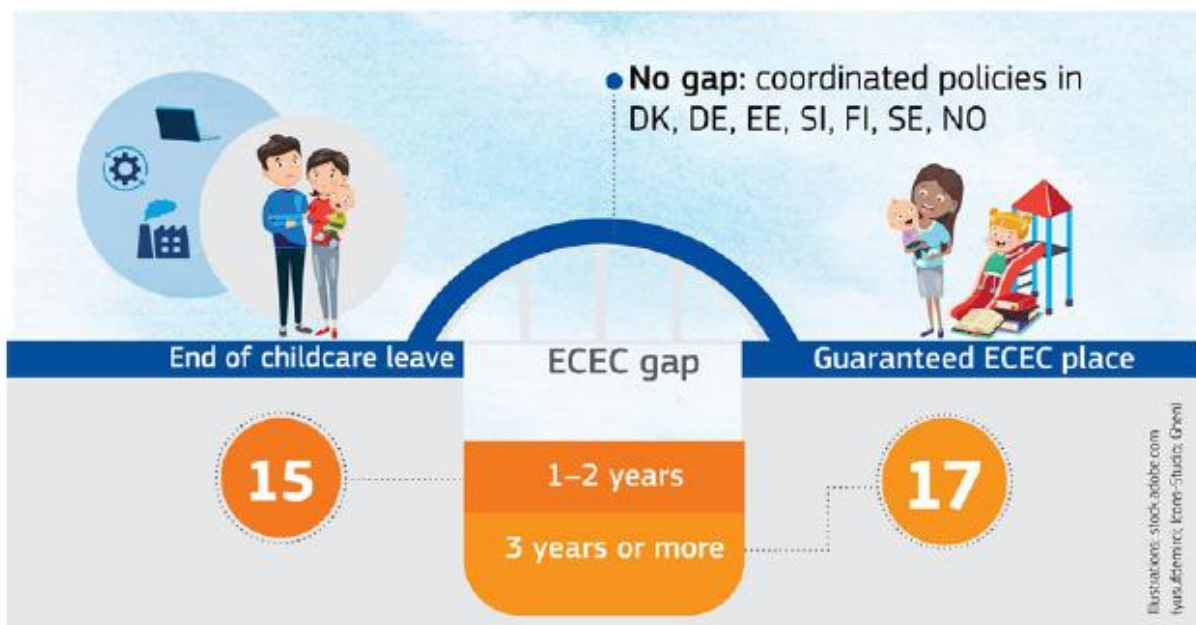 No gap: coordinated policies in
DK, DE, EE, SI, FI, SE, NO
End of childcare leave
ECEC gap
Guaranteed ECEC place
15
1–2 years
17
3 years or more
Illustrations: stock.adobe.com